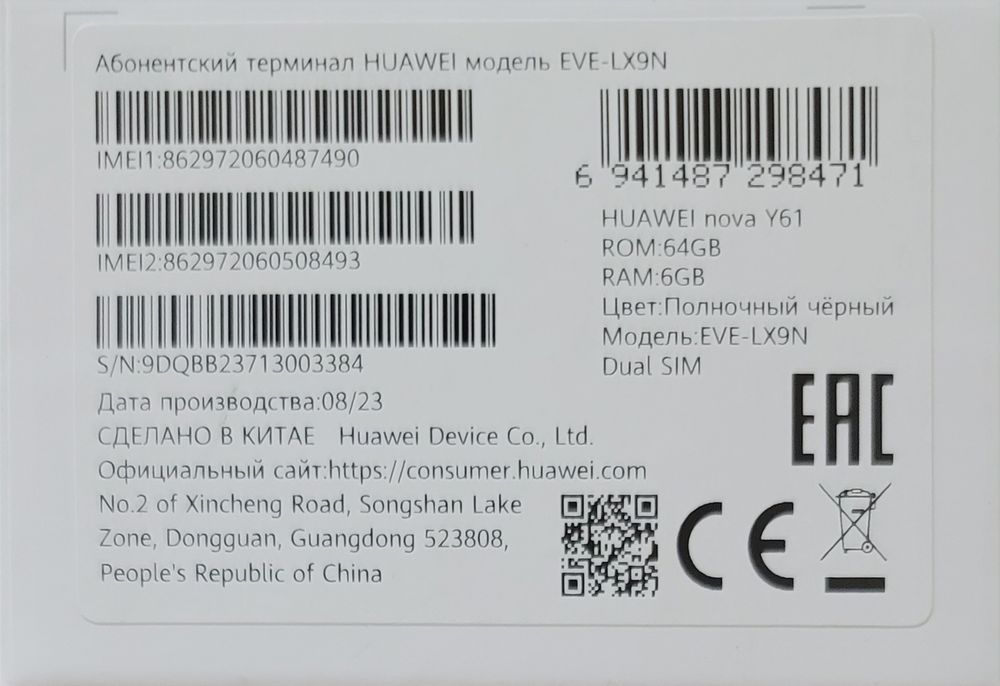 Абонентский терминал HUAWEI модель EVE-LX9N
IMEI1:862972060487490
IMEI2:862972060508493
S/N:9DQBB23713003384
Дата производства:08/23
СДЕЛАНО В КИТАЕ Huawei Device Co., Ltd.
Официальный сайт:https://consumer.huawei.com
No.2 of Xincheng Road, Songshan Lake
Zone, Dongguan, Guangdong 523808,
People's Republic of China
6 941487 298471
HUAWEI nova Y61
ROM:64GB
RAM:6GB
Цвет:Полночный чёрный
Модель:EVE-LX9N
Dual SIM
EAC
CE